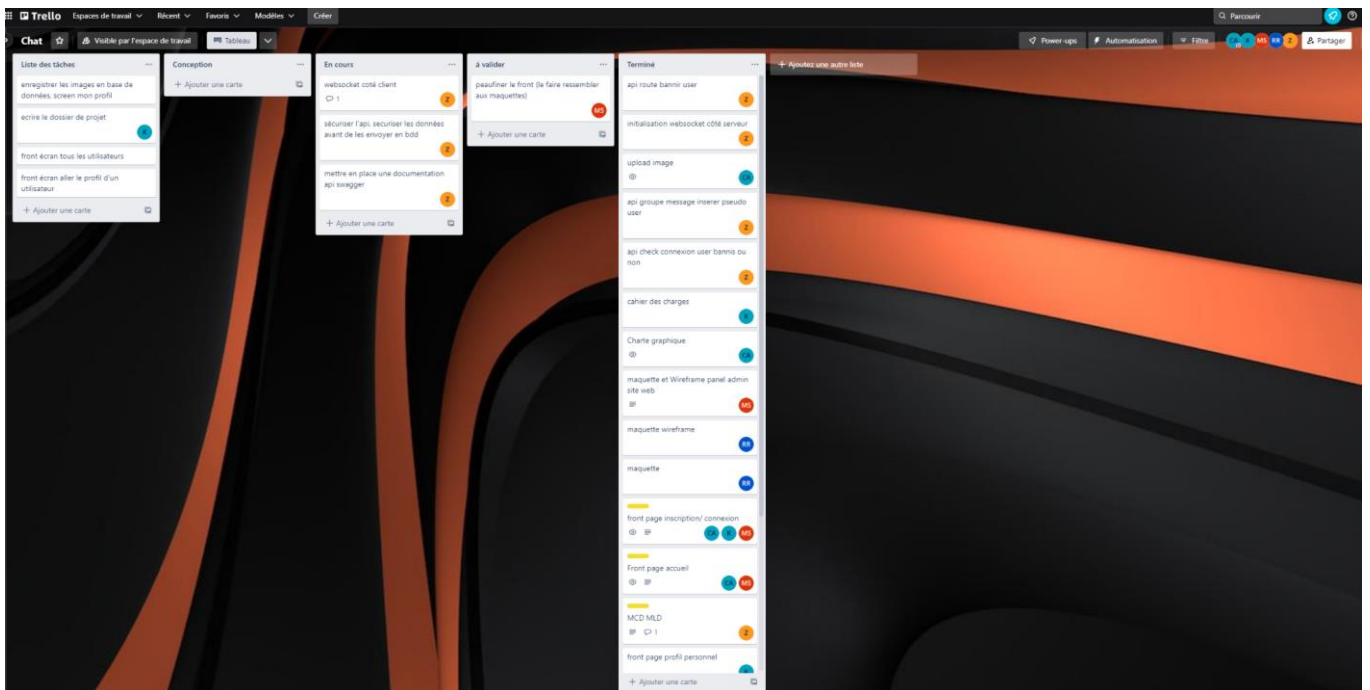 Trello Espaces de travail Récent Favoris Modèles Créer Parcourir
Chat Visible par l'espace de travail Tableau Power-ups Automatisation Filtre CA K MS RR Z Partager
Liste des tâches
enregistrer les images en base de
données, screen mon profil
ecrire le dossier de projet
K
front écran tous les utilisateurs
front écran aller le profil d'un
utilisateur
+ Ajouter une carte
Conception
+ Ajouter une carte
En cours
websocket coté client
1
Z
sécuriser l'api, securiser les données
avant de les envoyer en bdd
Z
mettre en place une documentation
api swagger
Z
+ Ajouter une carte
à valider
peaufiner le front (le faire ressembler
aux maquettes)
MS
+ Ajouter une carte
Terminé
api route bannir user
Z
initialisation websocket côté serveur
Z
upload image
CA
api groupe message inserer pseudo
user
Z
api check connexion user bannis ou
non
Z
cahier des charges
K
Charte graphique
CA
maquette et Wireframe panel admin
site web
MS
maquette wireframe
RR
maquette
RR
front page inscription/ connexion
CA K MS
Front page accueil
CA MS
MCD MLD
1
Z
front page profil personnel
K
+ Ajouter une carte
+ Ajoutez une autre liste